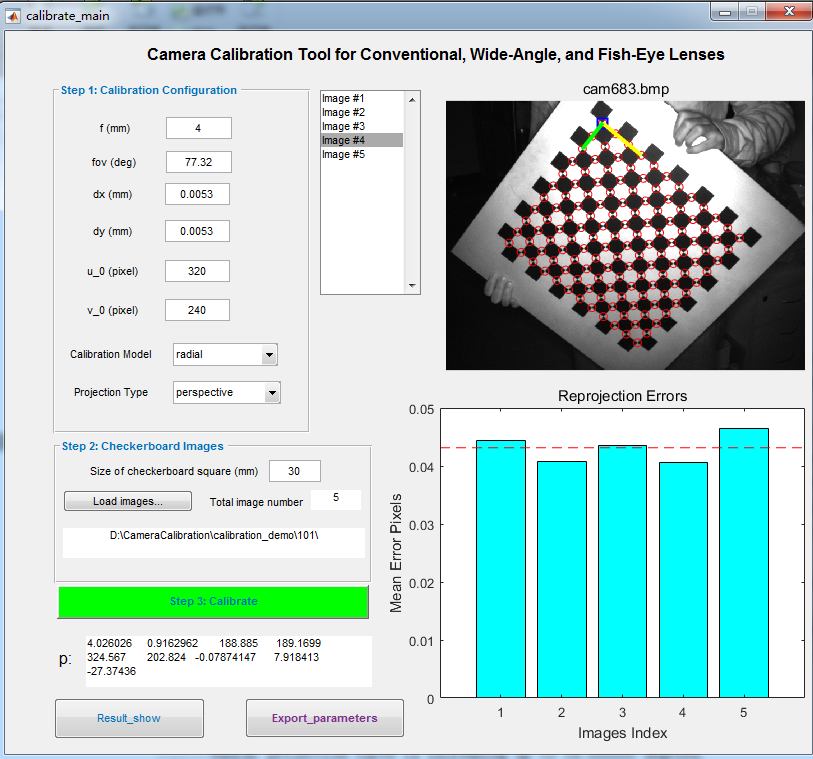 calibrate_main
Camera Calibration Tool for Conventional, Wide-Angle, and Fish-Eye Lenses
Step 1: Calibration Configuration
f (mm) 4
fov (deg) 77.32
dx (mm) 0.0053
dy (mm) 0.0053
u_0 (pixel) 320
v_0 (pixel) 240
Calibration Model radial
Projection Type perspective
Image #1
Image #2
Image #3
Image #4
Image #5
cam683.bmp
Step 2: Checkerboard Images
Size of checkerboard square (mm) 30
Load images... Total image number 5
D:\CameraCalibration\calibration_demo\101\
Step 3: Calibrate
p:
4.026026 0.9162962 188.885 189.1699
324.567 202.824 -0.07874147 7.918413
-27.37436
Result_show Export_parameters
Reprojection Errors
Mean Error Pixels
0.05
0.04
0.03
0.02
0.01
0
1 2 3 4 5
Images Index